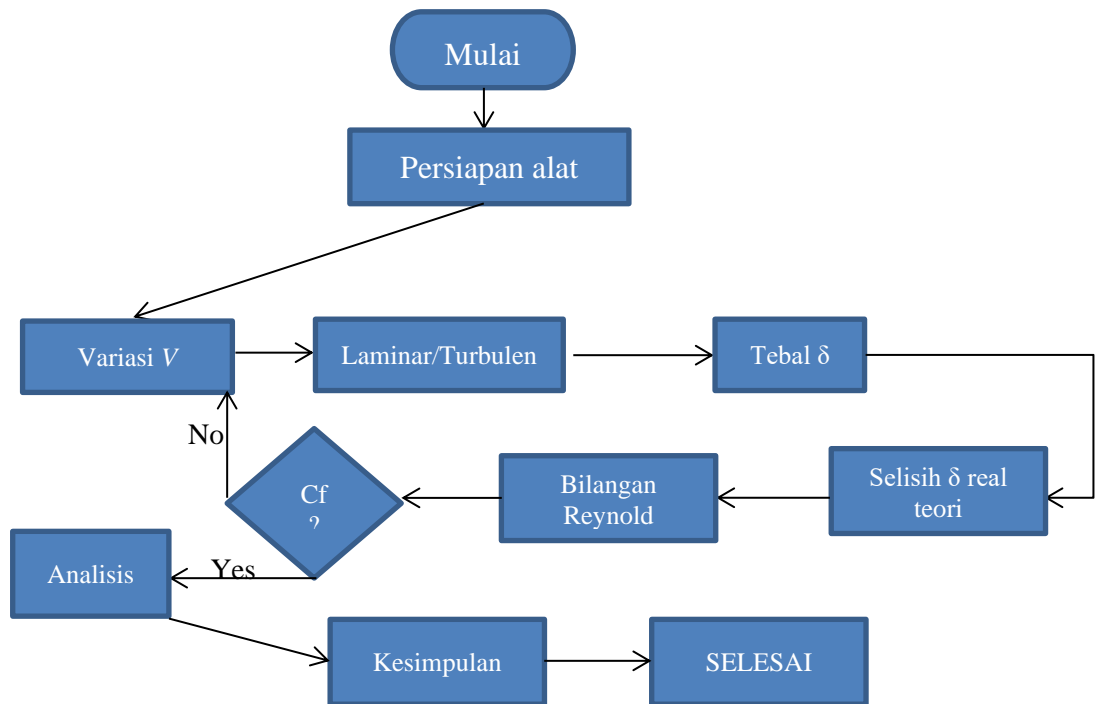 Mulai
Persiapan alat
Variasi V
Laminar/Turbulen
Tebal δ
Selisih δ real
teori
Bilangan
Reynold
Cf
?
No
Yes
Analisis
Kesimpulan
SELESAI